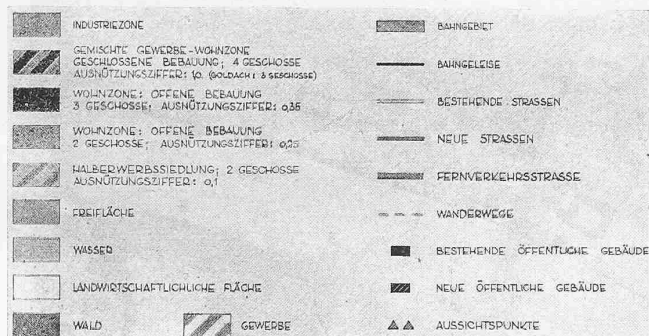 INDUSTRIEZONE
GEMISCHTE GEWERBE-WOHNZONE
GESCHLOSSENE BEBAUUNG; 4 GESCHOSSE
AUSNÜTZUNGSZIFFER: 1,0. (GOLDACH: 3 GESCHOSSE)
WOHNZONE: OFFENE BEBAUUNG
3 GESCHOSSE; AUSNÜTZUNGSZIFFER: 0,35
WOHNZONE: OFFENE BEBAUUNG
2 GESCHOSSE; AUSNÜTZUNGSZIFFER: 0,25
HALBERWERBSSIEDLUNG; 2 GESCHOSSE
AUSNÜTZUNGSZIFFER: 0,1
FREIFLÄCHE
WASSER
LANDWIRTSCHAFTLICHLICHE FLÄCHE
WALD
GEWERBE
BAHNGEBIET
BAHNGELEISE
BESTEHENDE STRASSEN
NEUE STRASSEN
FERNVERKEHRSSTRASSE
WANDERWEGE
BESTEHENDE ÖFFENTLICHE GEBÄUDE
NEUE ÖFFENTLICHE GEBÄUDE
AUSSICHTSPUNKTE